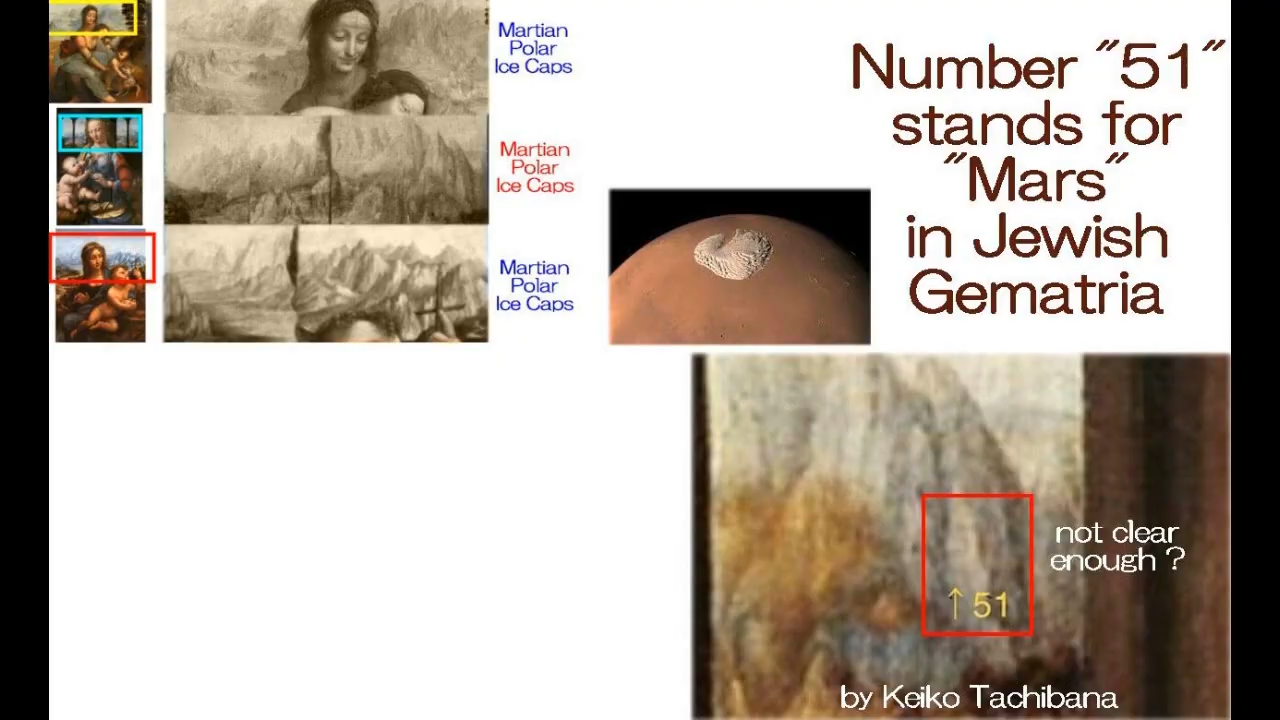 Martian
Polar
Ice Caps
Martian
Polar
Ice Caps
Martian
Polar
Ice Caps
Number "51"
stands for
"Mars"
in Jewish
Gematria
not clear
enough ?
↑ 51
by Keiko Tachibana